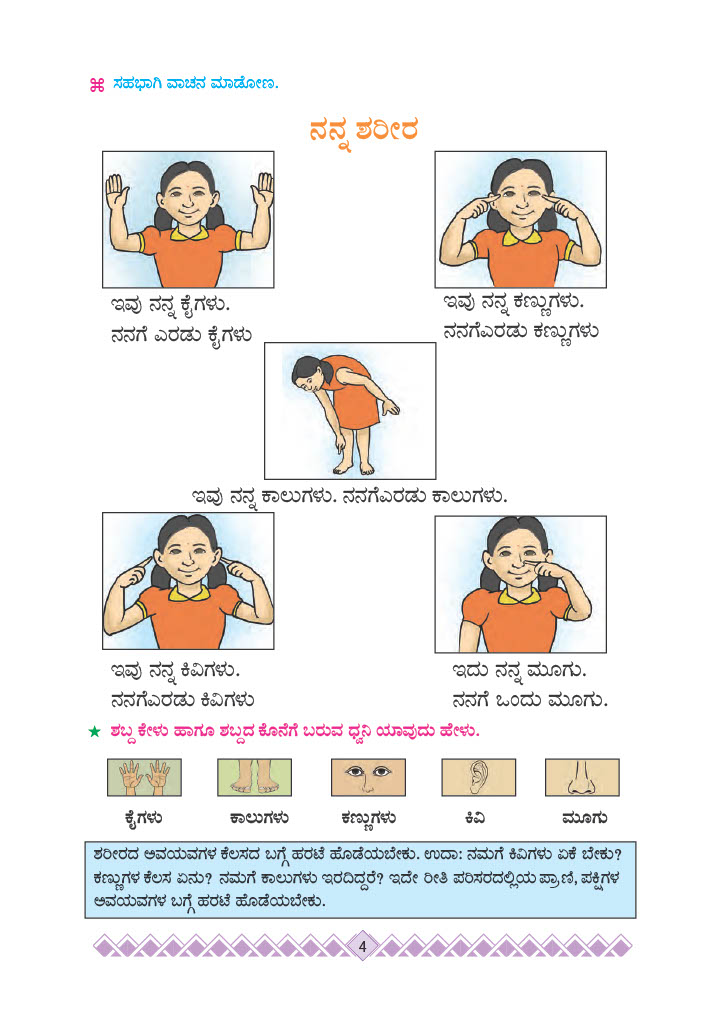 ಸಹಭಾಗಿ ವಾಚನ ಮಾಡೋಣ.
ನನ್ನ ಶರೀರ
ಇವು ನನ್ನ ಕೈಗಳು.
ನನಗೆ ಎರಡು ಕೈಗಳು
ಇವು ನನ್ನ ಕಣ್ಣುಗಳು.
ನನಗೆಎರಡು ಕಣ್ಣುಗಳು
ಇವು ನನ್ನ ಕಾಲುಗಳು. ನನಗೆಎರಡು ಕಾಲುಗಳು.
ಇವು ನನ್ನ ಕಿವಿಗಳು.
ನನಗೆಎರಡು ಕಿವಿಗಳು
ಇದು ನನ್ನ ಮೂಗು.
ನನಗೆ ಒಂದು ಮೂಗು.
ಶಬ್ದ ಕೇಳು ಹಾಗೂ ಶಬ್ದದ ಕೊನೆಗೆ ಬರುವ ಧ್ವನಿ ಯಾವುದು ಹೇಳು.
ಕೈಗಳು ಕಾಲುಗಳು ಕಣ್ಣುಗಳು ಕಿವಿ ಮೂಗು
ಶರೀರದ ಅವಯವಗಳ ಕೆಲಸದ ಬಗ್ಗೆ ಹರಟೆ ಹೊಡೆಯಬೇಕು. ಉದಾ: ನಮಗೆ ಕಿವಿಗಳು ಏಕೆ ಬೇಕು?
ಕಣ್ಣುಗಳ ಕೆಲಸ ಏನು? ನಮಗೆ ಕಾಲುಗಳು ಇರದಿದ್ದರೆ? ಇದೇ ರೀತಿ ಪರಿಸರದಲ್ಲಿಯ ಪ್ರಾಣಿ, ಪಕ್ಷಿಗಳ
ಅವಯವಗಳ ಬಗ್ಗೆ ಹರಟೆ ಹೊಡೆಯಬೇಕು.
4